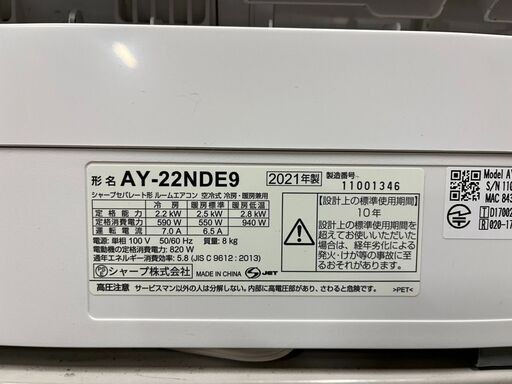 形 名 AY-22NDE9 2021年製 製造番号 11001346
シャープセパレート形 ルームエアコン 空冷式 冷房・暖房兼用
冷 房 暖房標準 暖房低温
定 格 能 力 2.2 kW 2.5 kW 2.8 kW
定格消費電力 590 W 550 W 940 W
運 転 電 流 7.0 A 6.5 A
電源: 単相 100 V 50/60 Hz 質量: 8 kg
電動機の定格消費電力: 820 W
通年エネルギー消費効率: 5.8 (JIS C 9612 : 2013)
シャープ株式会社 MADE IN CHINA S JET
【設計上の標準使用期間】
10 年
設計上の標準使用期間を
超えてお使いいただいた
場合は、経年劣化による
発火・けが等の事故に至
るおそれがあります。
高圧注意 サービスマン以外の人は分解しない。内部に高電圧部があり、さわると危険です。 >PET<
Model AY
S/N 110
MAC 843
T D1700
R 020-17